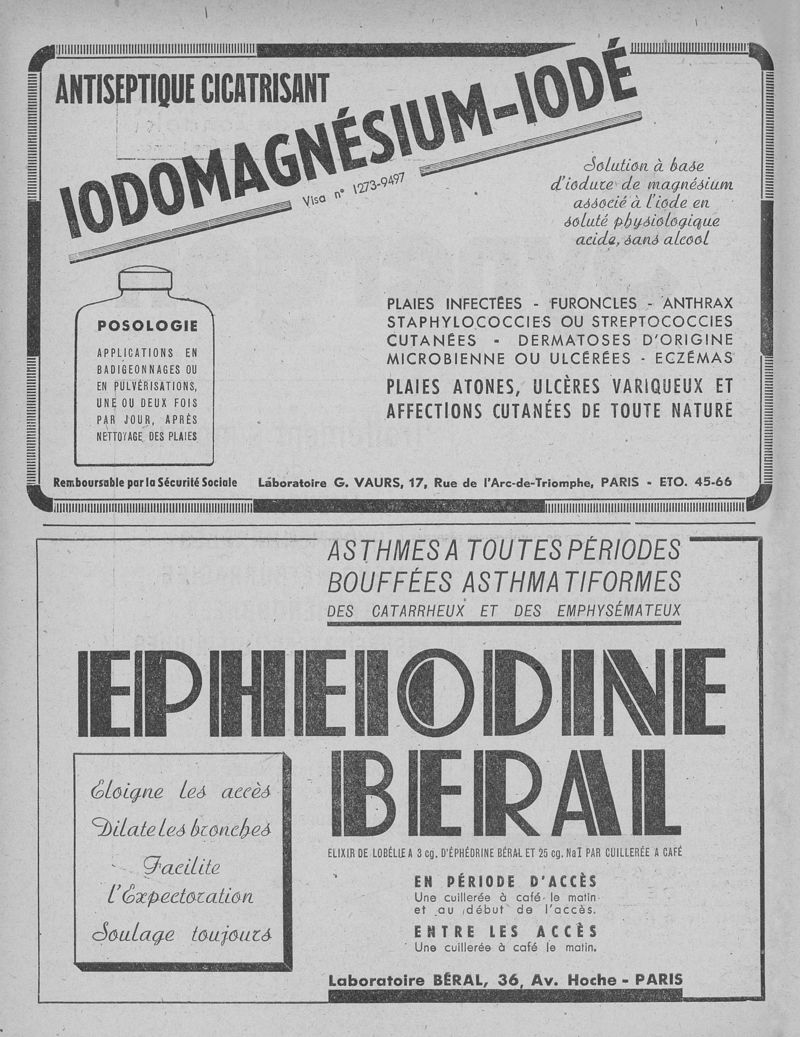 ANTISEPTIQUE CICATRISANT
IODOMAGNÉSIUM-IODÉ
Visa n° 1273-9497
Solution à base
d'iodure de magnésium
associé à l'iode en
soluté physiologique
acide, sans alcool
POSOLOGIE
APPLICATIONS EN
BADIGEONNAGES OU
EN PULVÉRISATIONS,
UNE OU DEUX FOIS
PAR JOUR, APRÈS
NETTOYAGE DES PLAIES
PLAIES INFECTÉES - FURONCLES - ANTHRAX
STAPHYLOCOCCIES OU STREPTOCOCCIES
CUTANÉES - DERMATOSES D'ORIGINE
MICROBIENNE OU ULCÉRÉES - ECZÉMAS
PLAIES ATONES, ULCÈRES VARIQUEUX ET
AFFECTIONS CUTANÉES DE TOUTE NATURE
Remboursable par la Sécurité Sociale Laboratoire G. VAURS, 17, Rue de l'Arc-de-Triomphe, PARIS - ETO. 45-66
ASTHMES A TOUTES PÉRIODES
BOUFFÉES ASTHMATIFORMES
DES CATARRHEUX ET DES EMPHYSÉMATEUX
EPHEIODINE
BERAL
Eloigne les accès
Dilate les bronches
Facilite
l'Expectoration
Soulage toujours
ELIXIR DE LOBÉLIE A 3 cg. D'ÉPHÉDRINE BÉRAL ET 25 cg. NaI PAR CUILLERÉE A CAFÉ
EN PÉRIODE D'ACCÈS
Une cuillerée à café le matin
et au début de l'accès.
ENTRE LES ACCÈS
Une cuillerée à café le matin.
Laboratoire BÉRAL, 36, Av. Hoche - PARIS